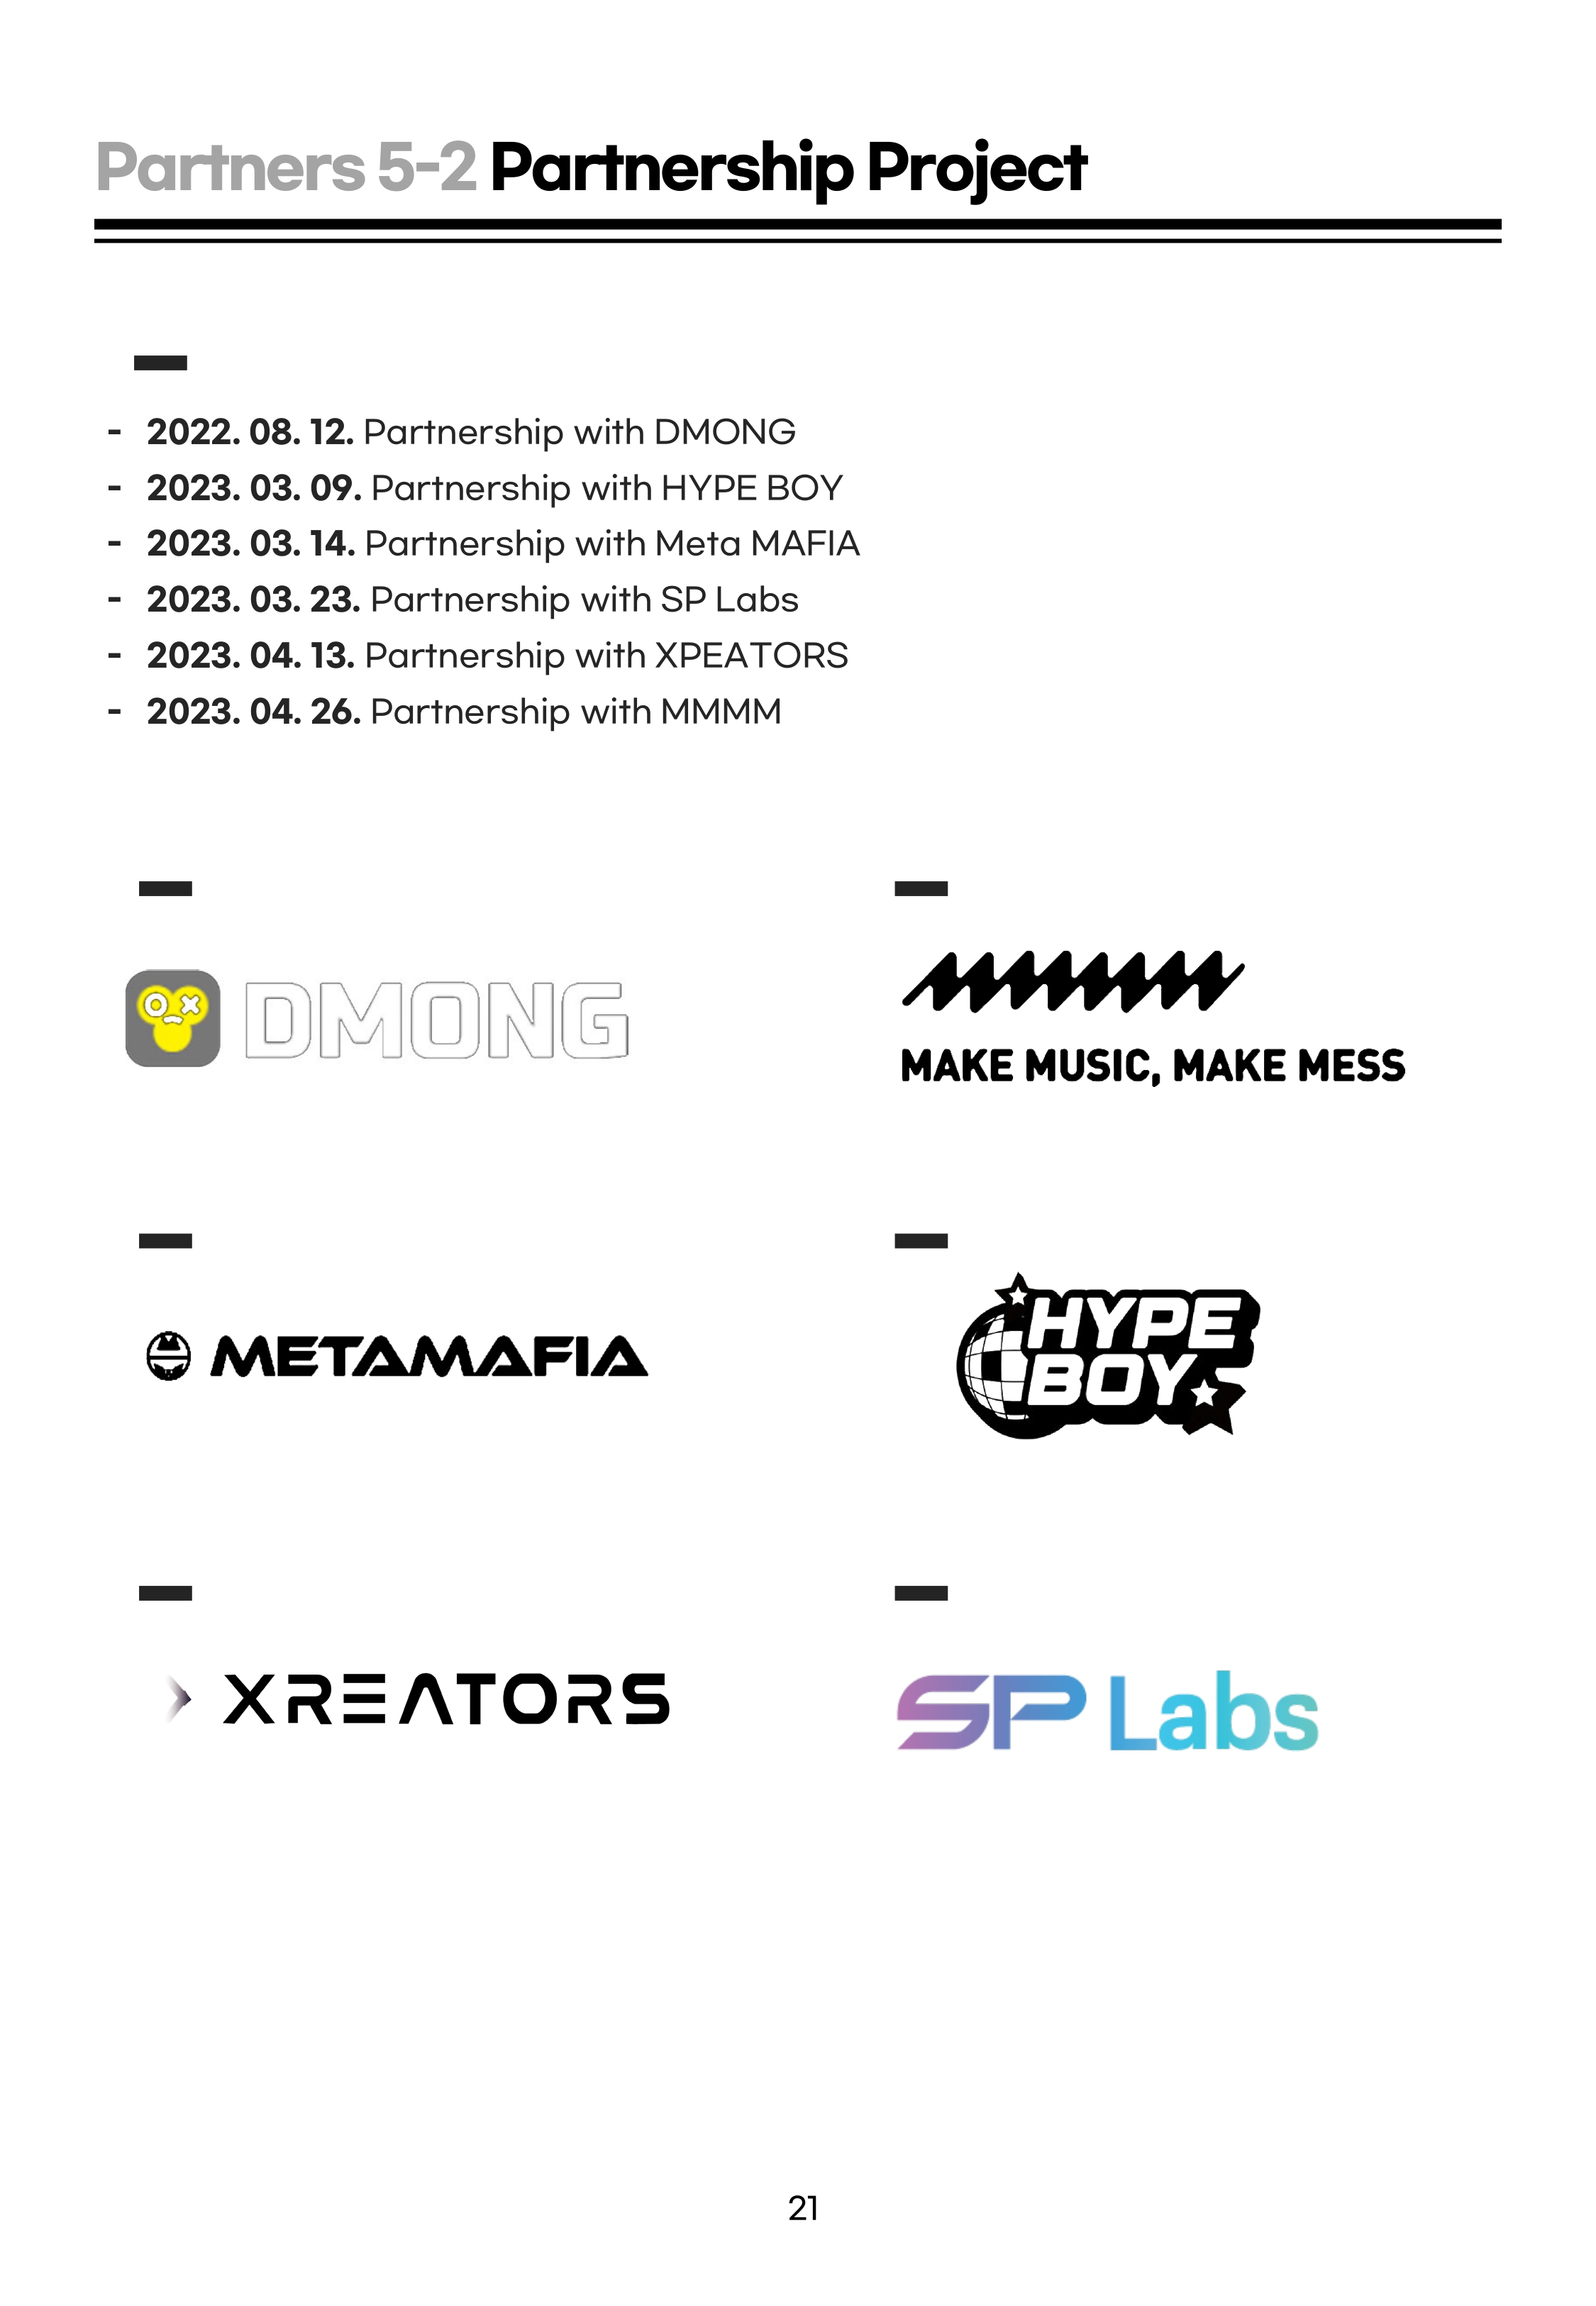 Partners 5-2 Partnership Project
- 2022. 08. 12. Partnership with DMONG
- 2023. 03. 09. Partnership with HYPE BOY
- 2023. 03. 14. Partnership with Meta MAFIA
- 2023. 03. 23. Partnership with SP Labs
- 2023. 04. 13. Partnership with XPEATORS
- 2023. 04. 26. Partnership with MMMM
DMONG
MAKE MUSIC, MAKE MESS
METAMAFIA
HYPE
BOY
XREATORS
SP Labs
21